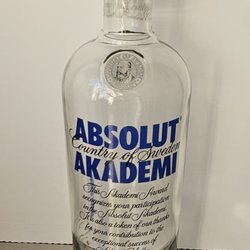 ABSOLUT
Country of Sweden
AKADEMI
This Akademi Award
recognizes your participation
in the Absolut Akademi.
It is also a token of our thanks
for your contribution to the
exceptional success of